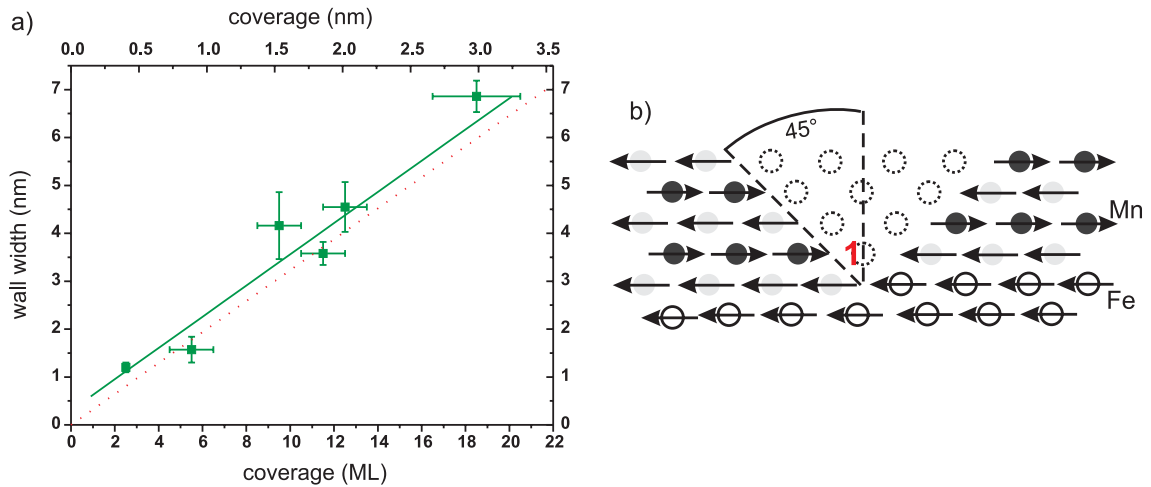 a)
coverage (nm)
0.0 0.5 1.0 1.5 2.0 2.5 3.0 3.5
wall width (nm)
7 7
6 6
5 5
4 4
3 3
2 2
1 1
0 0
0 2 4 6 8 10 12 14 16 18 20 22
coverage (ML)
b)
45°
Mn
1
Fe